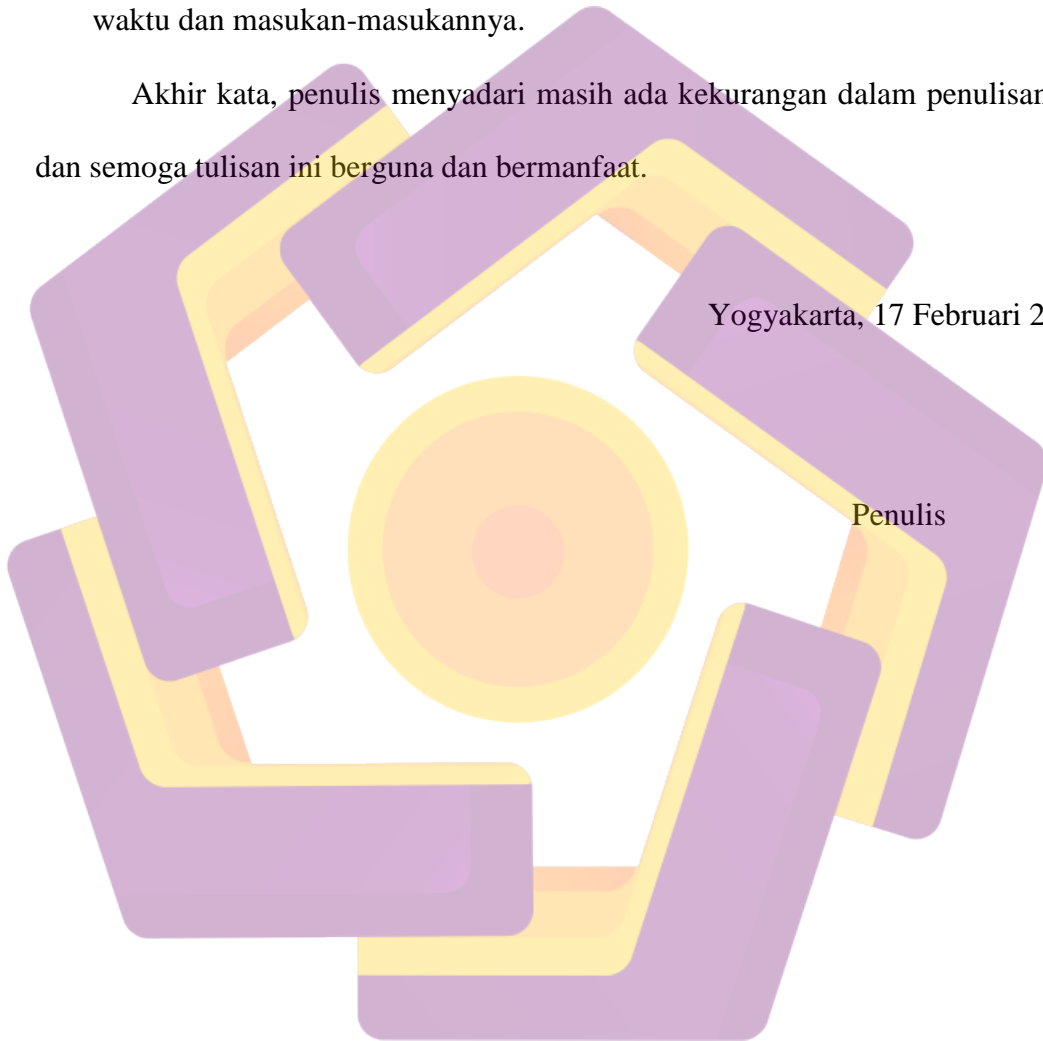 waktu dan masukan-masukannya.
Akhir kata, penulis menyadari masih ada kekurangan dalam penulisan
dan semoga tulisan ini berguna dan bermanfaat.
Yogyakarta, 17 Februari 2
Penulis